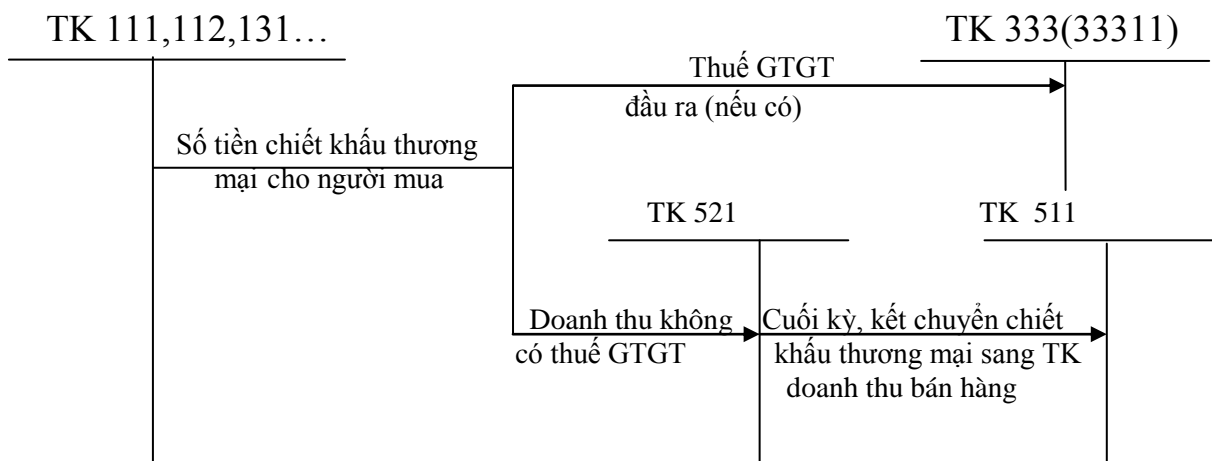 TK 111,112,131…
TK 333(33311)
Thuế GTGT
đầu ra (nếu có)
Số tiền chiết khấu thương
mại cho người mua
TK 521
TK 511
Doanh thu không
có thuế GTGT
Cuối kỳ, kết chuyển chiết
khấu thương mại sang TK
doanh thu bán hàng